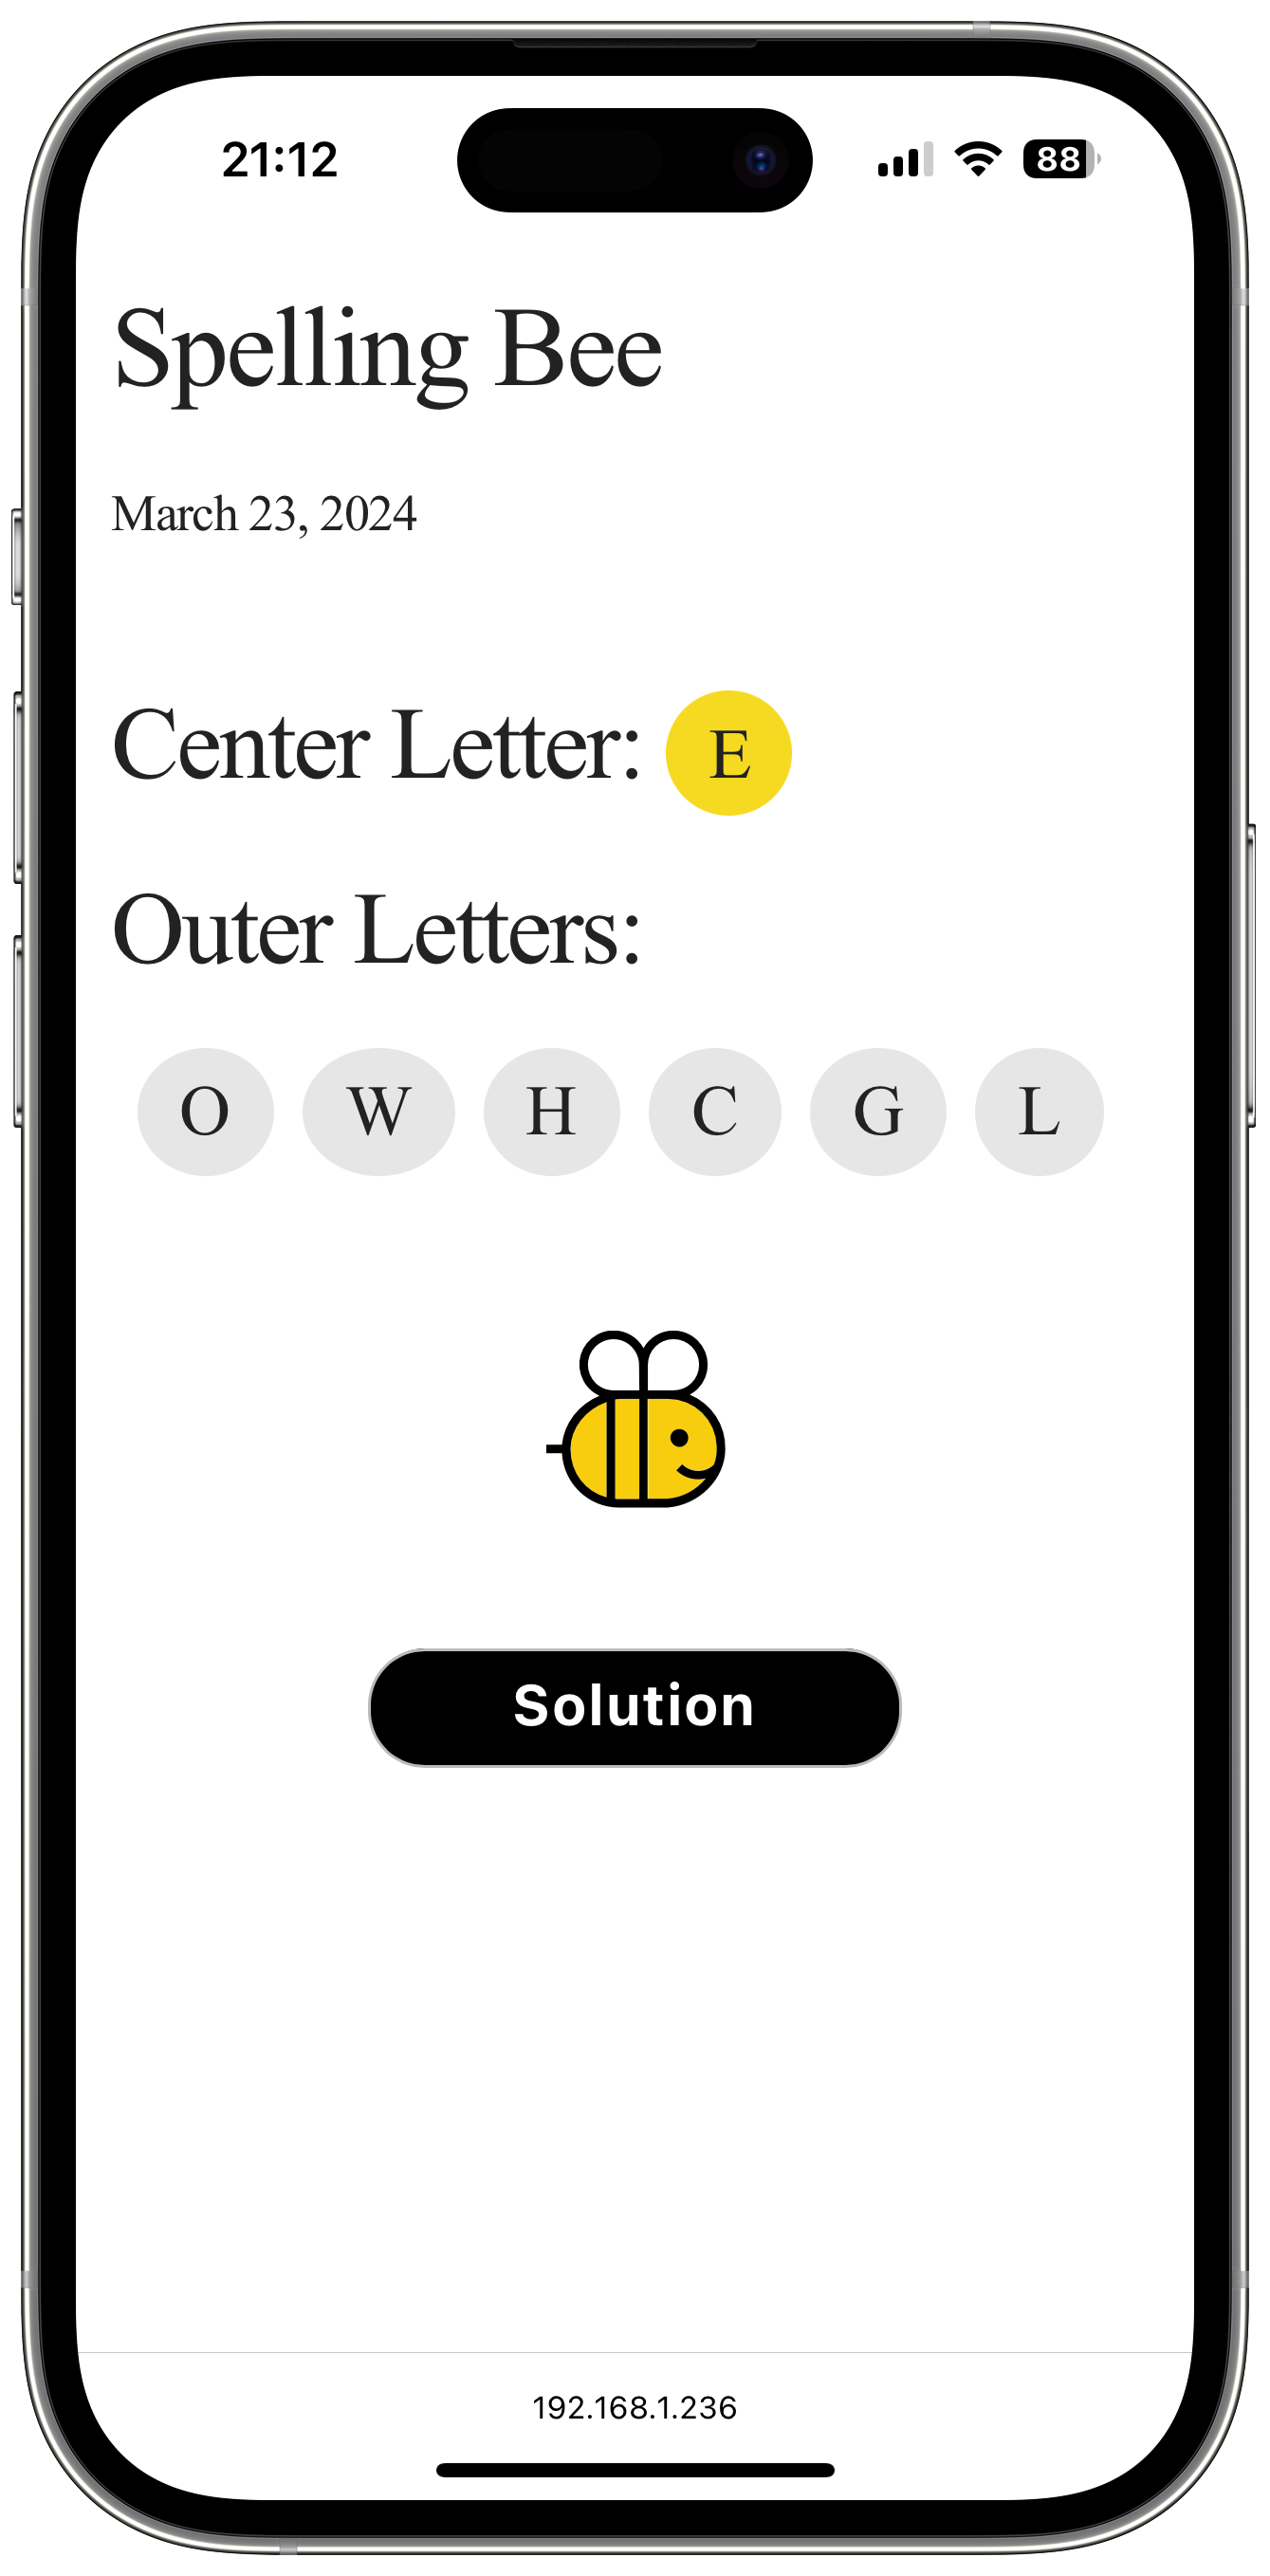 21:12 88
Spelling Bee
March 23, 2024
Center Letter: E
Outer Letters:
O W H C G L
Solution
192.168.1.236